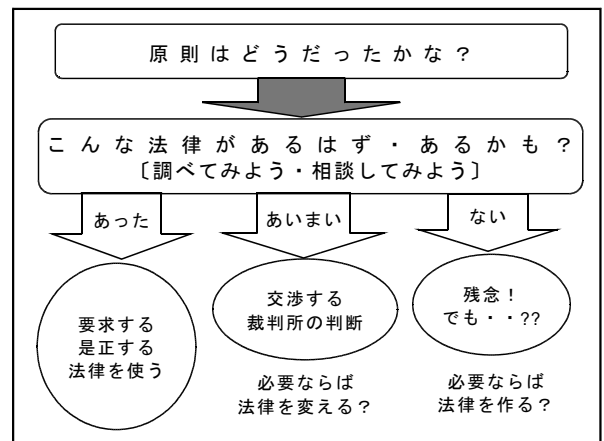 原則はどうだったかな？
こんな法律があるはず・あるかも？
〔調べてみよう・相談してみよう〕
あった
あいまい
ない
要求する
是正する
法律を使う
交渉する
裁判所の判断
残念！
でも・・??
必要ならば
法律を変える？
必要ならば
法律を作る？